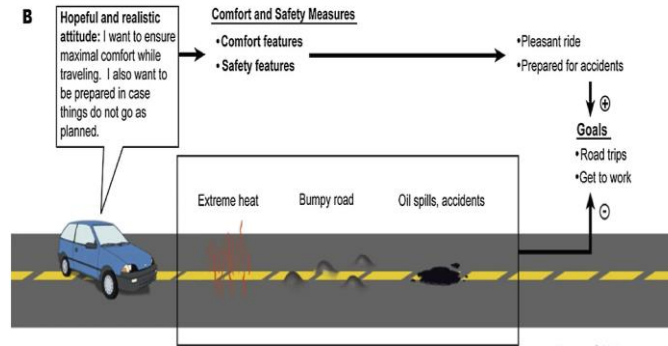 B
Hopeful and realistic
attitude: I want to ensure
maximal comfort while
traveling. I also want to
be prepared in case
things do not go as
planned.
Comfort and Safety Measures
•Comfort features
•Safety features
•Pleasant ride
•Prepared for accidents
+
Goals
•Road trips
•Get to work
-
Extreme heat
Bumpy road
Oil spills, accidents